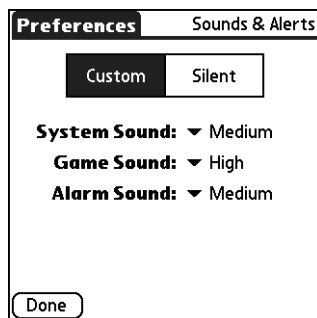 Preferences Sounds & Alerts
Custom Silent
System Sound: Medium
Game Sound: High
Alarm Sound: Medium
Done